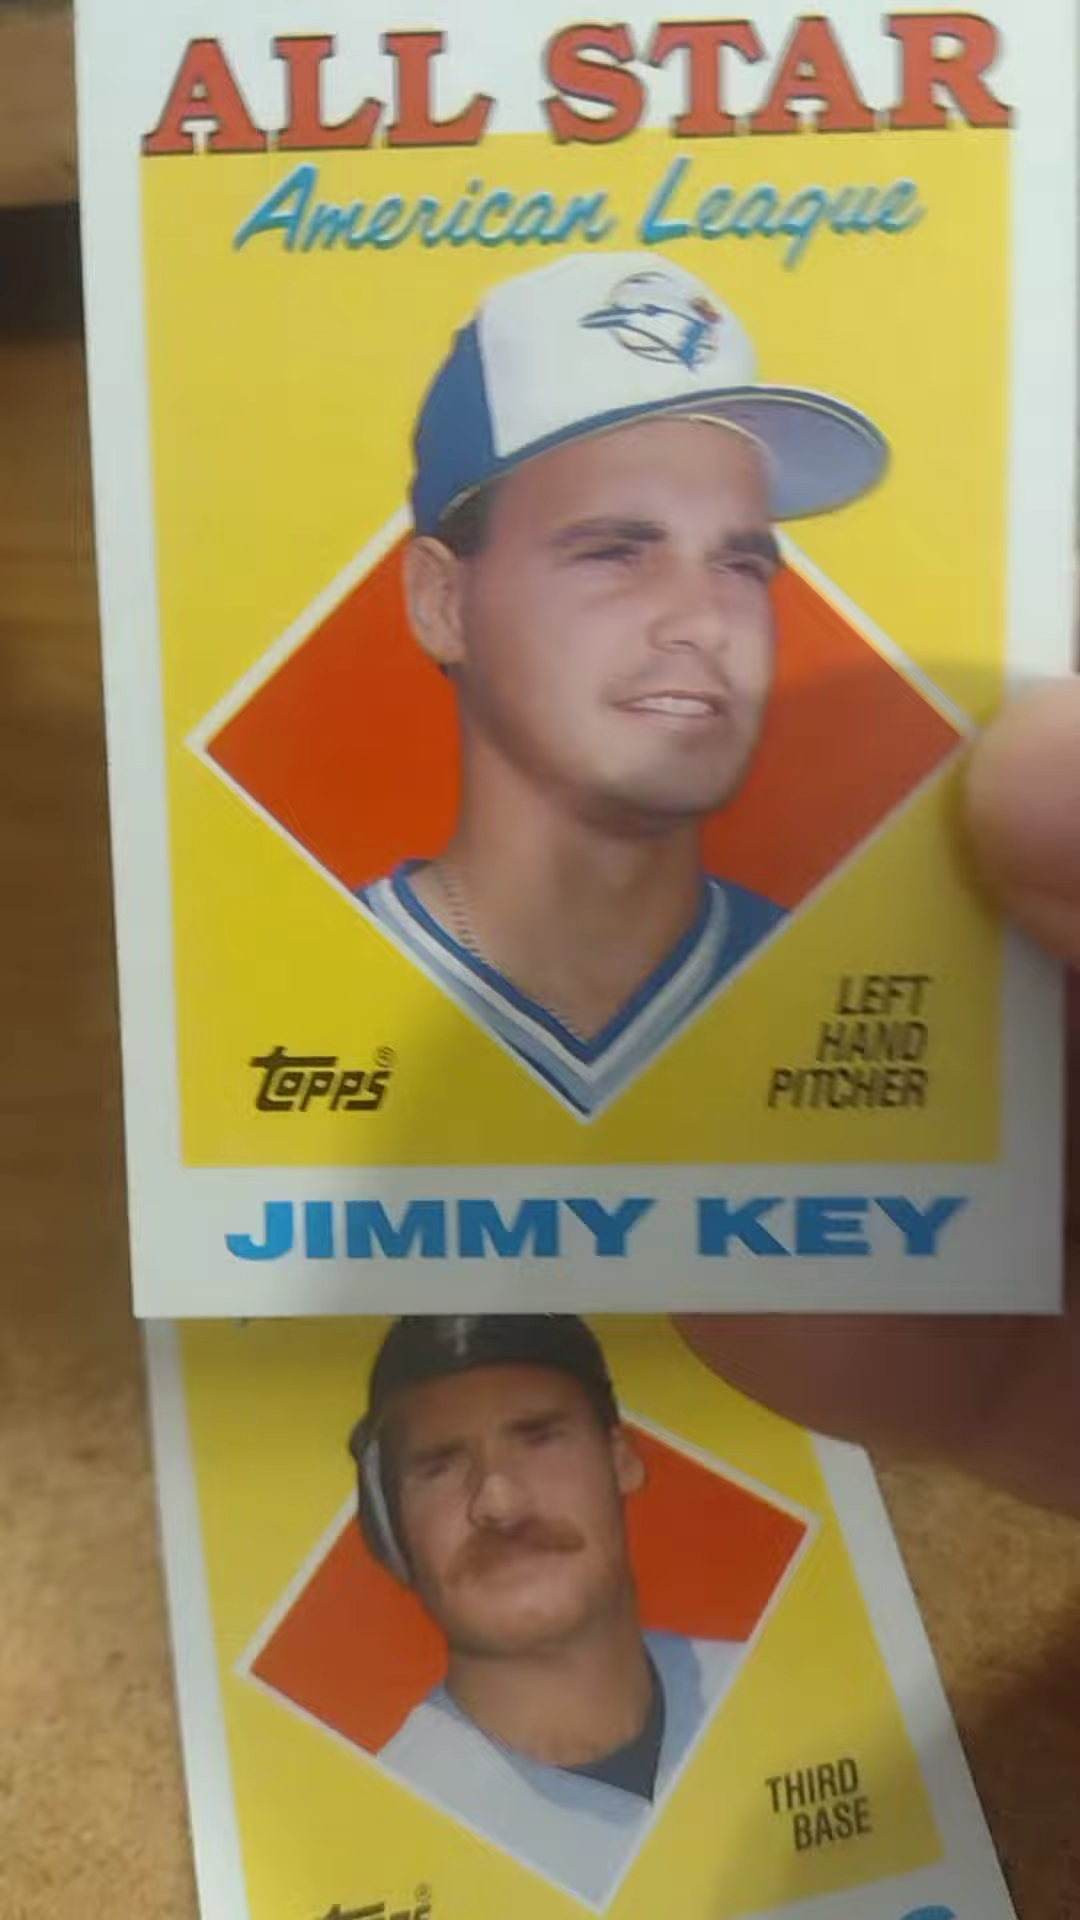 ALL STAR
American League
LEFT
HAND
PITCHER
topps®
JIMMY KEY
THIRD
BASE